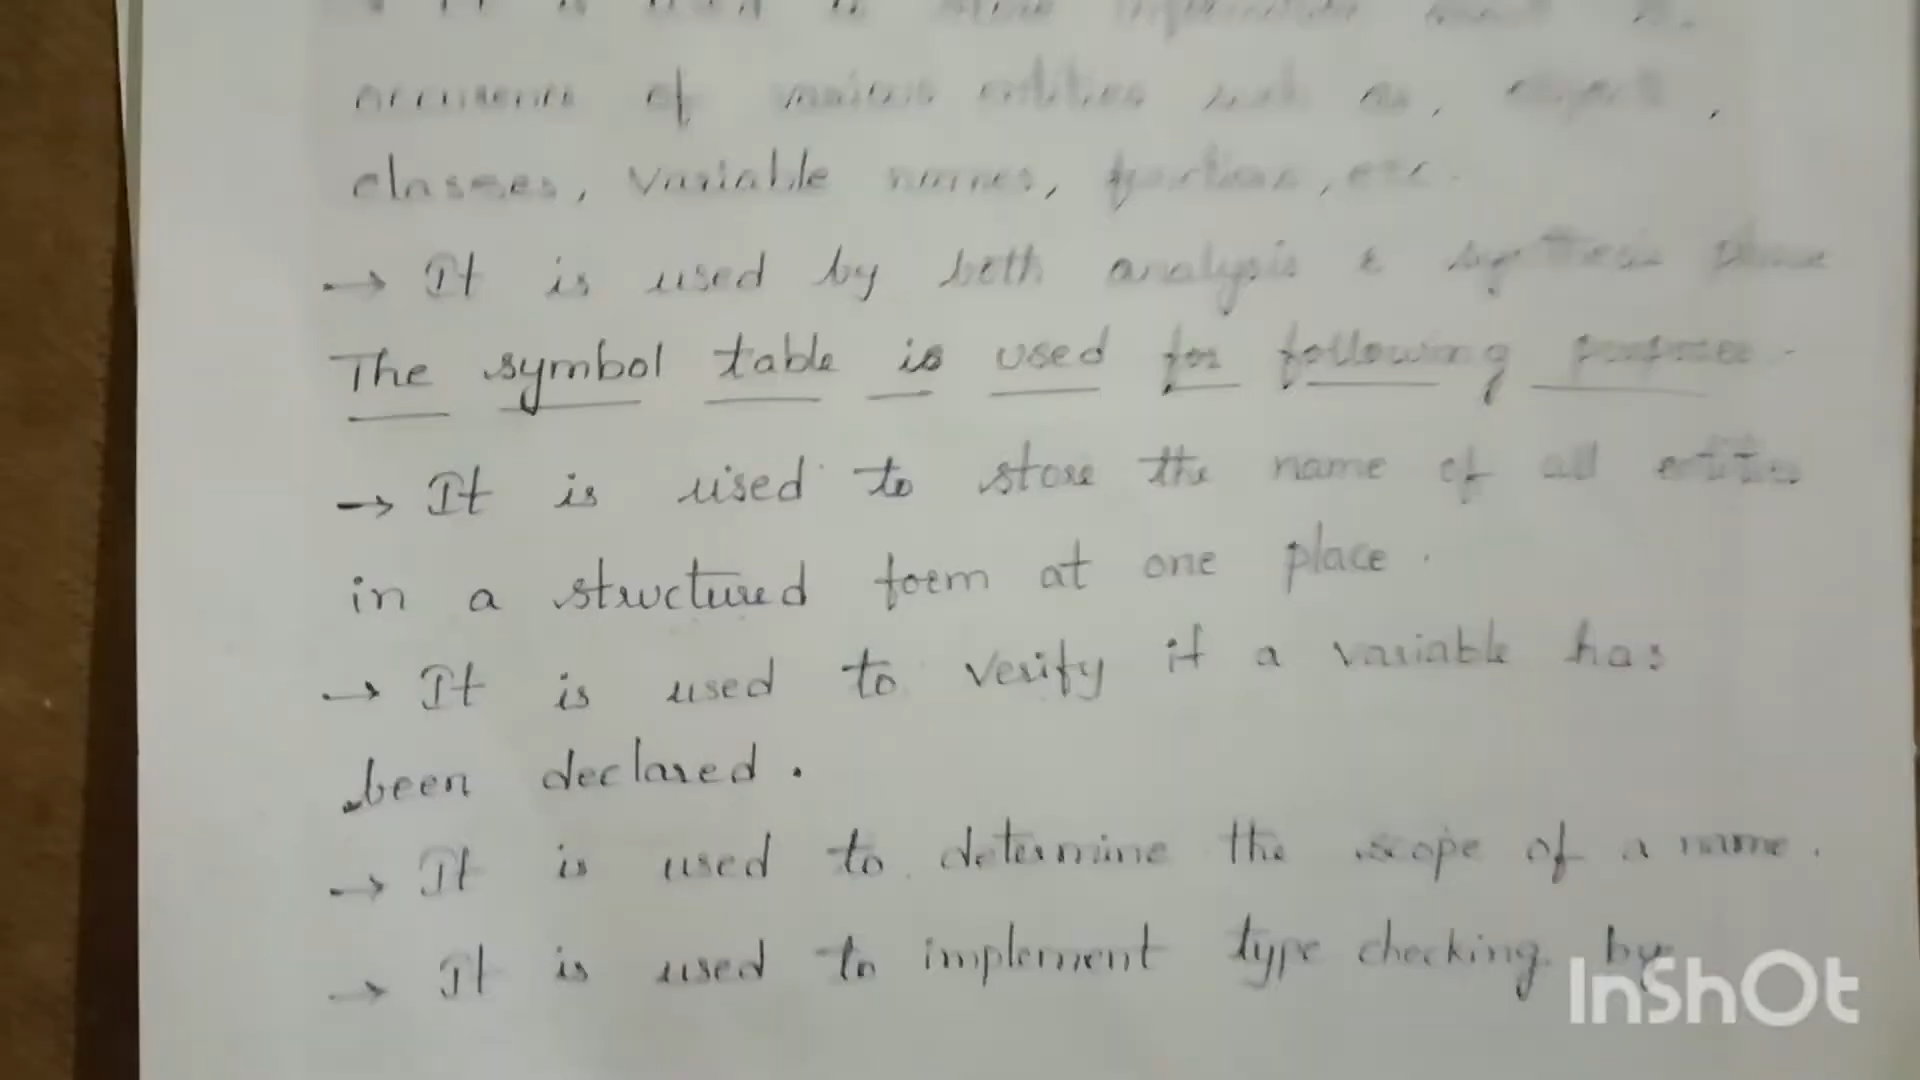 of various entities such as,
classes, variable names, functions, etc.
→ It is used by both analysis & synthesis phase
The symbol table is used for following purposes -
→ It is used to store the name of all entities
in a structured form at one place.
→ It is used to verify if a variable has
been declared.
→ It is used to determine the scope of a name.
→ It is used to implement type checking by
InShOt